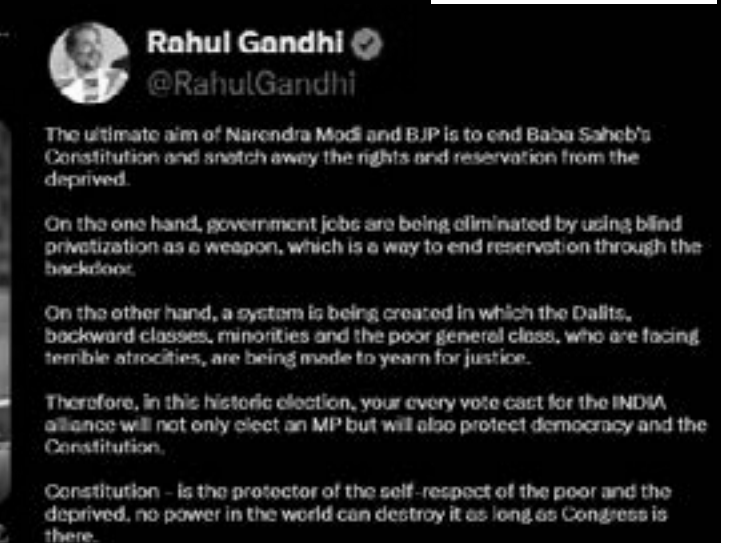 Rahul Gandhi
@RahulGandhi
The ultimate aim of Narendra Modi and BJP is to end Baba Saheb's
Constitution and snatch away the rights and reservation from the
deprived.
On the one hand, government jobs are being eliminated by using blind
privatization as a weapon, which is a way to end reservation through the
backdoor.
On the other hand, a system is being created in which the Dalits,
backward classes, minorities and the poor general class, who are facing
terrible atrocities, are being made to yearn for justice.
Therefore, in this historic election, your every vote cast for the INDIA
alliance will not only elect an MP but will also protect democracy and the
Constitution.
Constitution - is the protector of the self-respect of the poor and the
deprived, no power in the world can destroy it as long as Congress is
there.